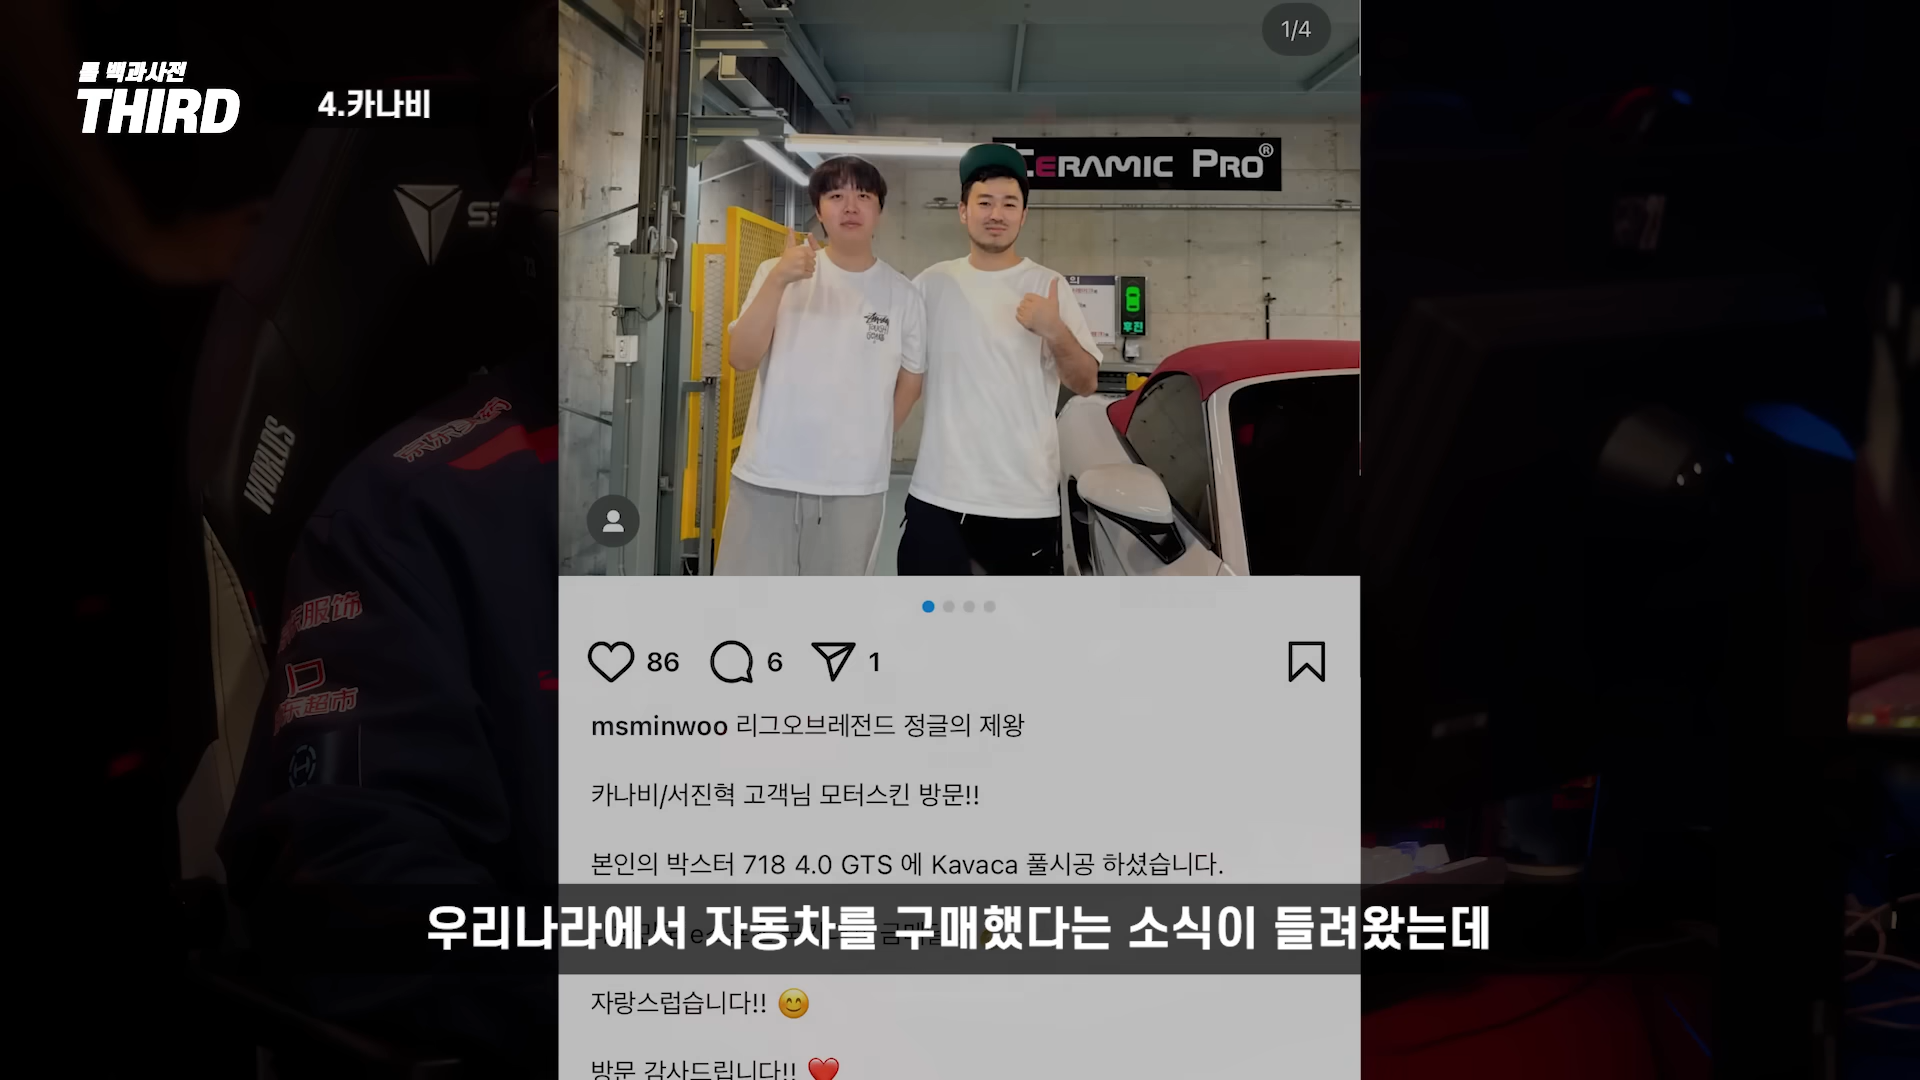 롤 백과사전
THIRD
4.카나비
1/4
CERAMIC PRO®
후진
SECRETLAB
msminwoo 리그오브레전드 정글의 제왕
카나비/서진혁 고객님 모터스킨 방문!!
본인의 박스터 718 4.0 GTS 에 Kavaca 풀시공 하셨습니다.
우리나라에서 자동차를 구매했다는 소식이 들려왔는데
자랑스럽습니다!! 😊
방문 감사드립니다!! ❤️
86
6
1
服饰
超市